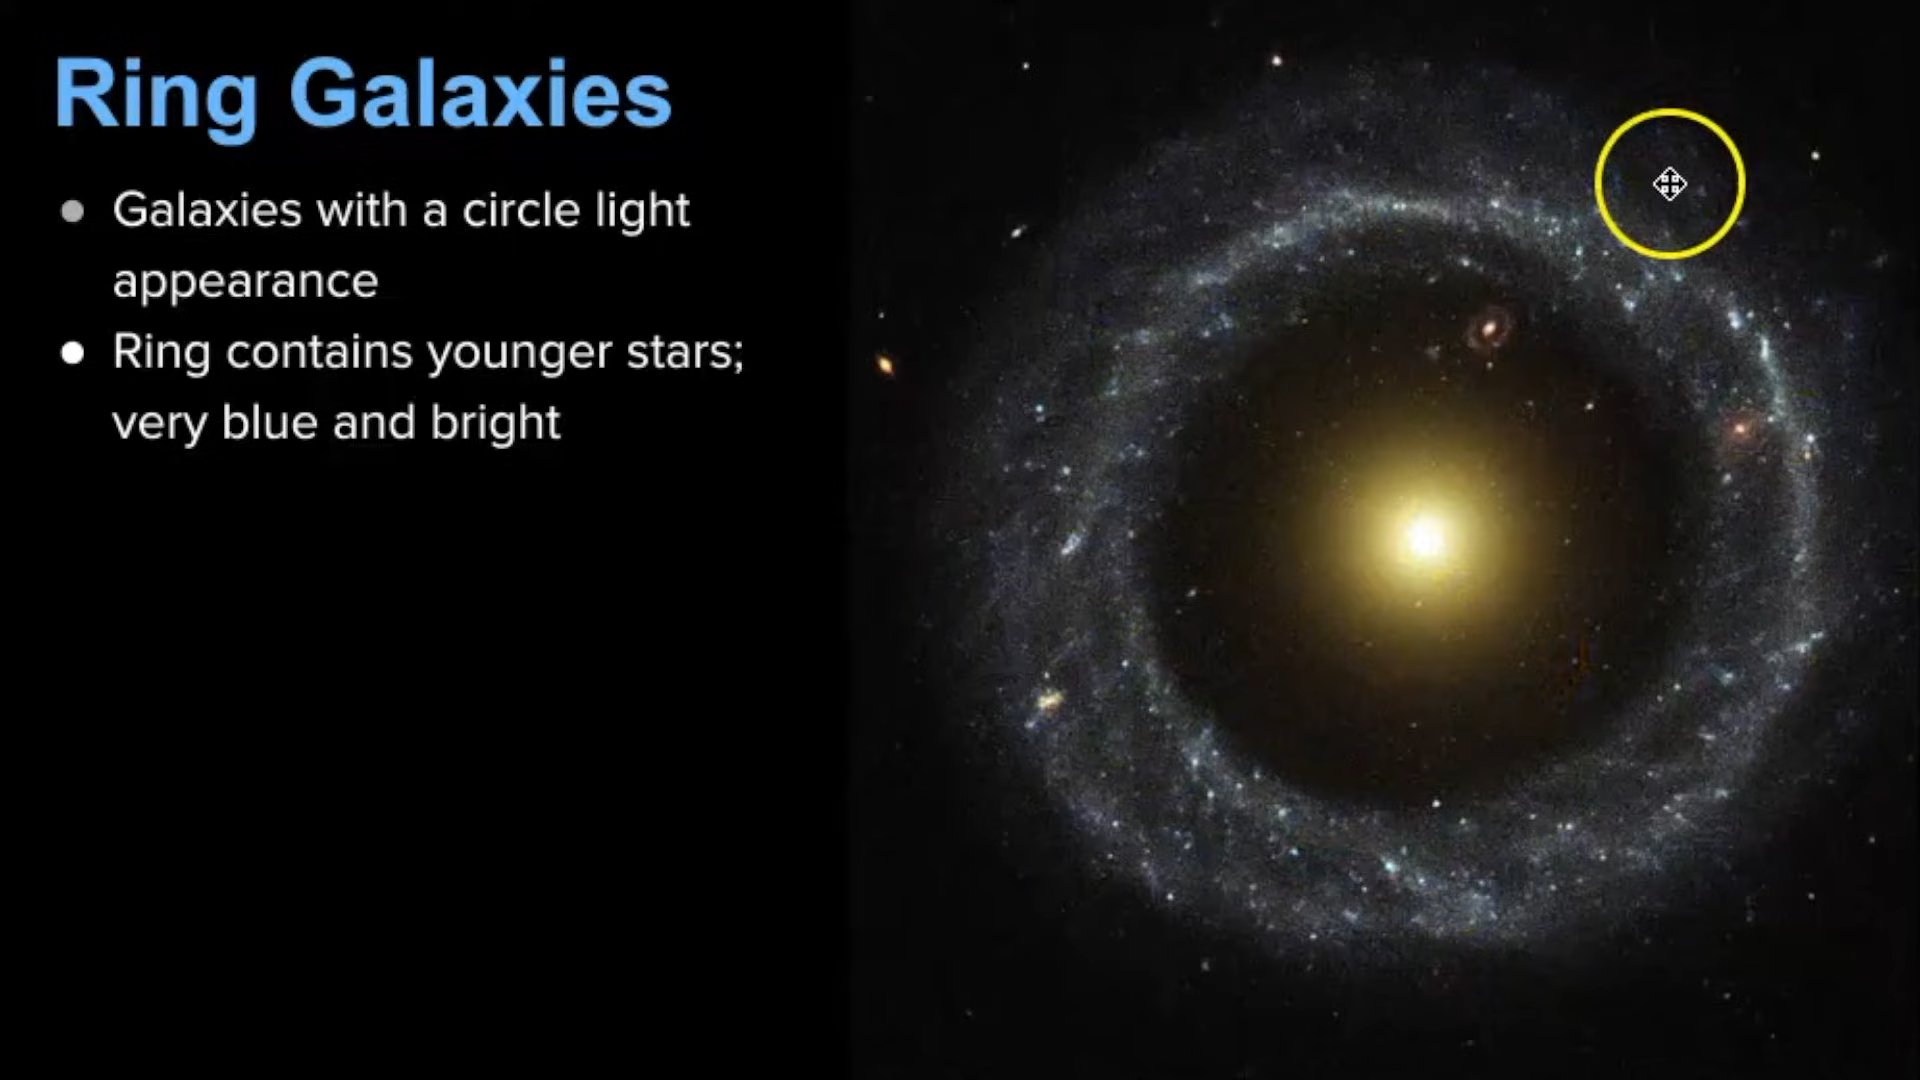 Ring Galaxies
● Galaxies with a circle light
appearance
● Ring contains younger stars;
very blue and bright